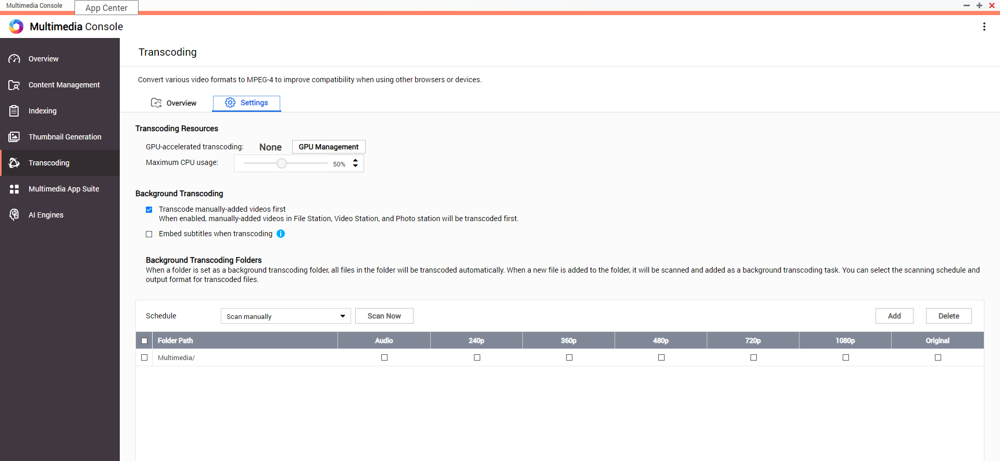 Multimedia Console
App Center
Multimedia Console
Overview
Content Management
Indexing
Thumbnail Generation
Transcoding
Multimedia App Suite
AI Engines
Transcoding
Convert various video formats to MPEG-4 to improve compatibility when using other browsers or devices.
Overview
Settings
Transcoding Resources
GPU-accelerated transcoding: None GPU Management
Maximum CPU usage: 50%
Background Transcoding
Transcode manually-added videos first
When enabled, manually-added videos in File Station, Video Station, and Photo station will be transcoded first.
Embed subtitles when transcoding
Background Transcoding Folders
When a folder is set as a background transcoding folder, all files in the folder will be transcoded automatically. When a new file is added to the folder, it will be scanned and added as a background transcoding task. You can select the scanning schedule and
output format for transcoded files.
Schedule Scan manually Scan Now Add Delete
Folder Path Audio 240p 360p 480p 720p 1080p Original
Multimedia/